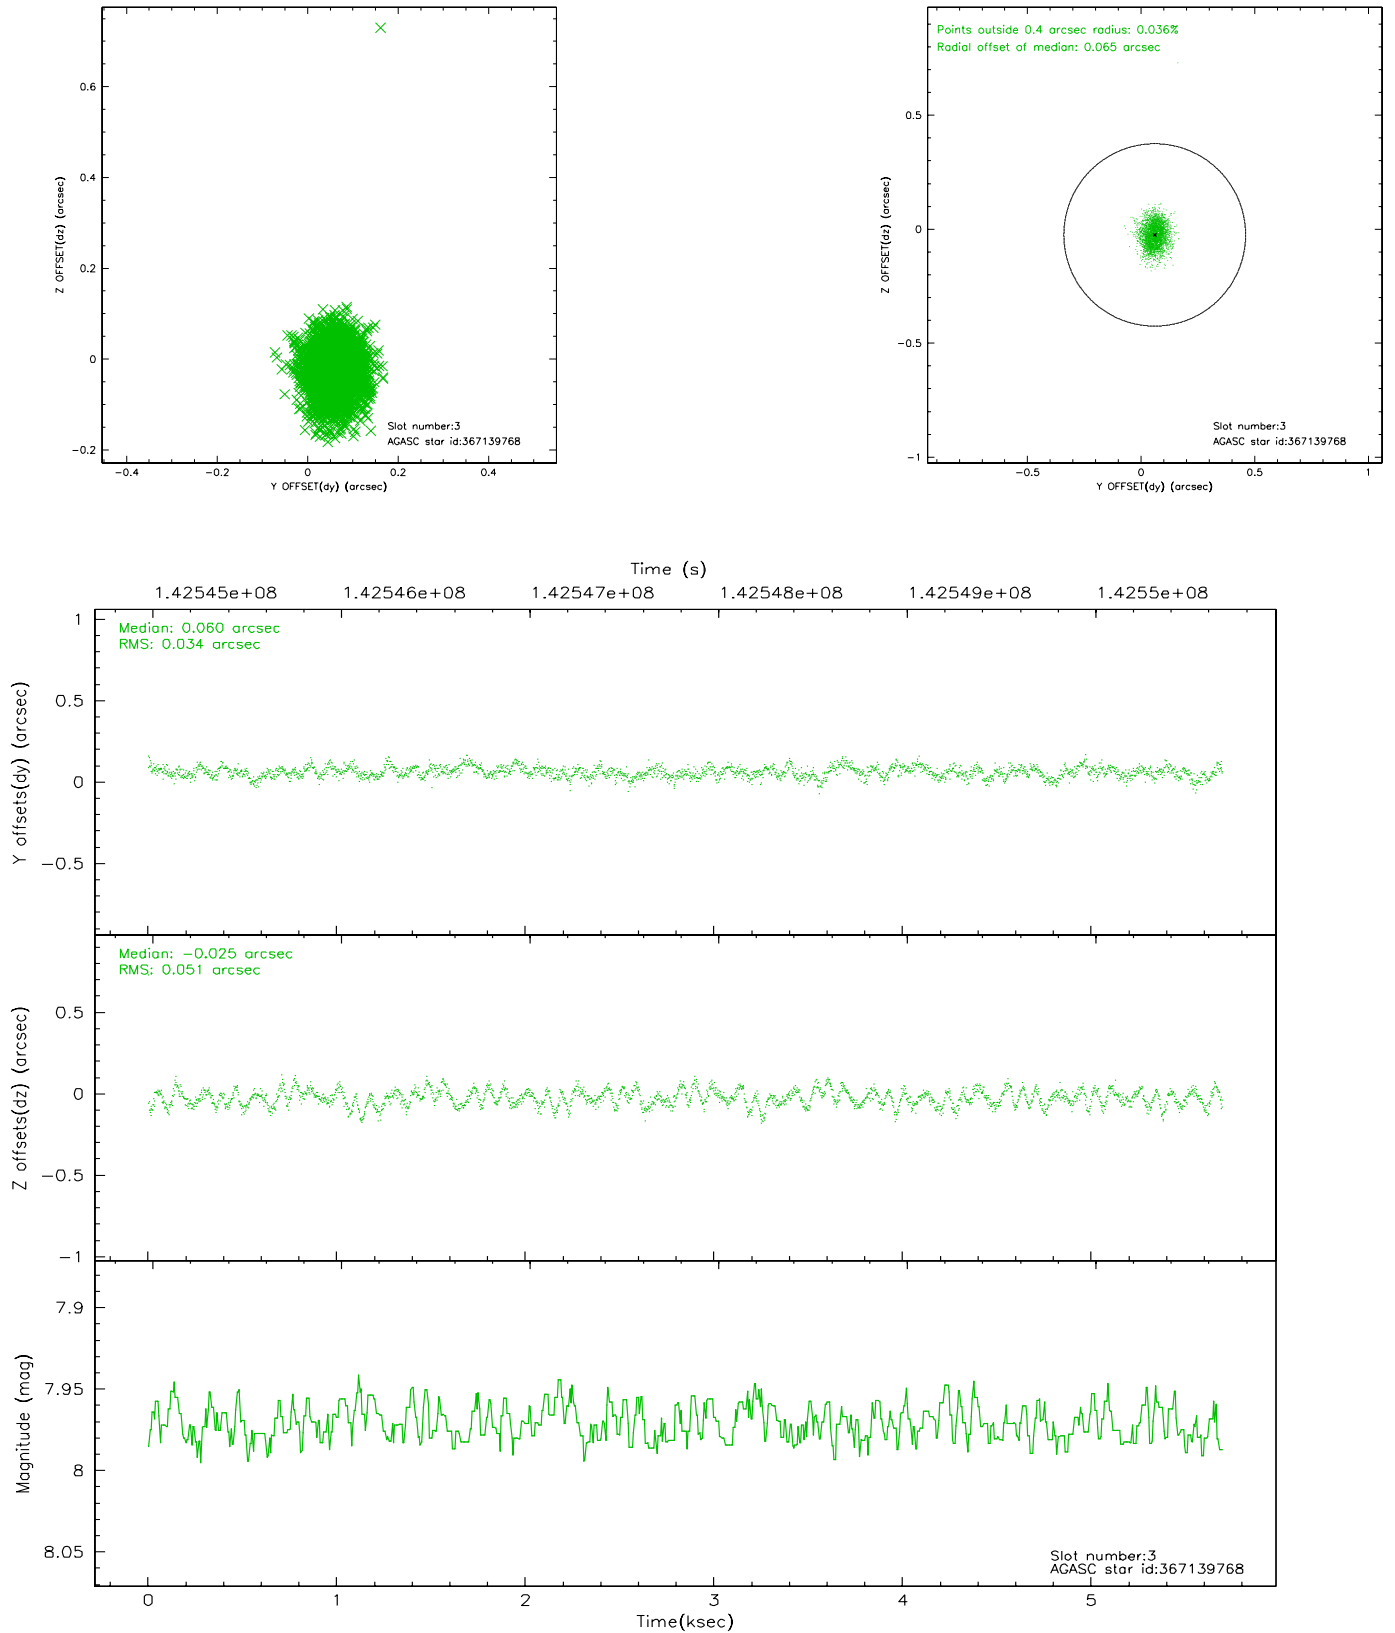 0.6
0.4
0.2
0
−0.2
−0.4
−0.2
0
0.2
0.4
Z OFFSET(dz) (arcsec)
Y OFFSET(dy) (arcsec)
Slot number:3
AGASC star id:367139768
Points outside 0.4 arcsec radius: 0.036%
Radial offset of median: 0.065 arcsec
0.5
0
−0.5
−1
−0.5
0
0.5
1
Z OFFSET(dz) (arcsec)
Y OFFSET(dy) (arcsec)
Slot number:3
AGASC star id:367139768
Time (s)
1.42545e+08 1.42546e+08 1.42547e+08 1.42548e+08 1.42549e+08 1.4255e+08
Median: 0.060 arcsec
RMS: 0.034 arcsec
1
0.5
0
−0.5
Y offsets(dy) (arcsec)
Median: −0.025 arcsec
RMS: 0.051 arcsec
0.5
0
−0.5
−1
Z offsets(dz) (arcsec)
7.9
7.95
8
8.05
Magnitude (mag)
Slot number:3
AGASC star id:367139768
0 1 2 3 4 5
Time(ksec)